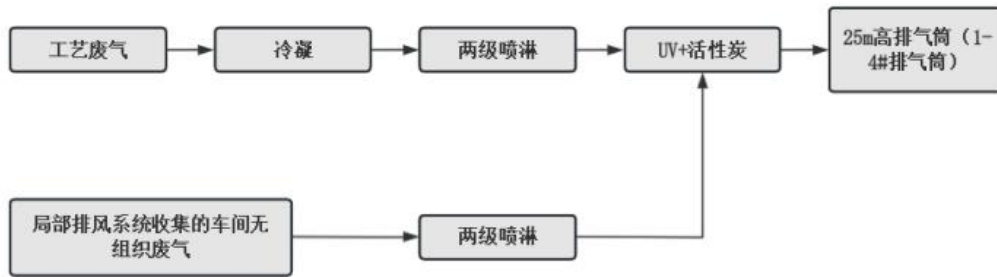 工艺废气
冷凝
两级喷淋
UV+活性炭
25m高排气筒（1-
4#排气筒）
局部排风系统收集的车间无
组织废气
两级喷淋